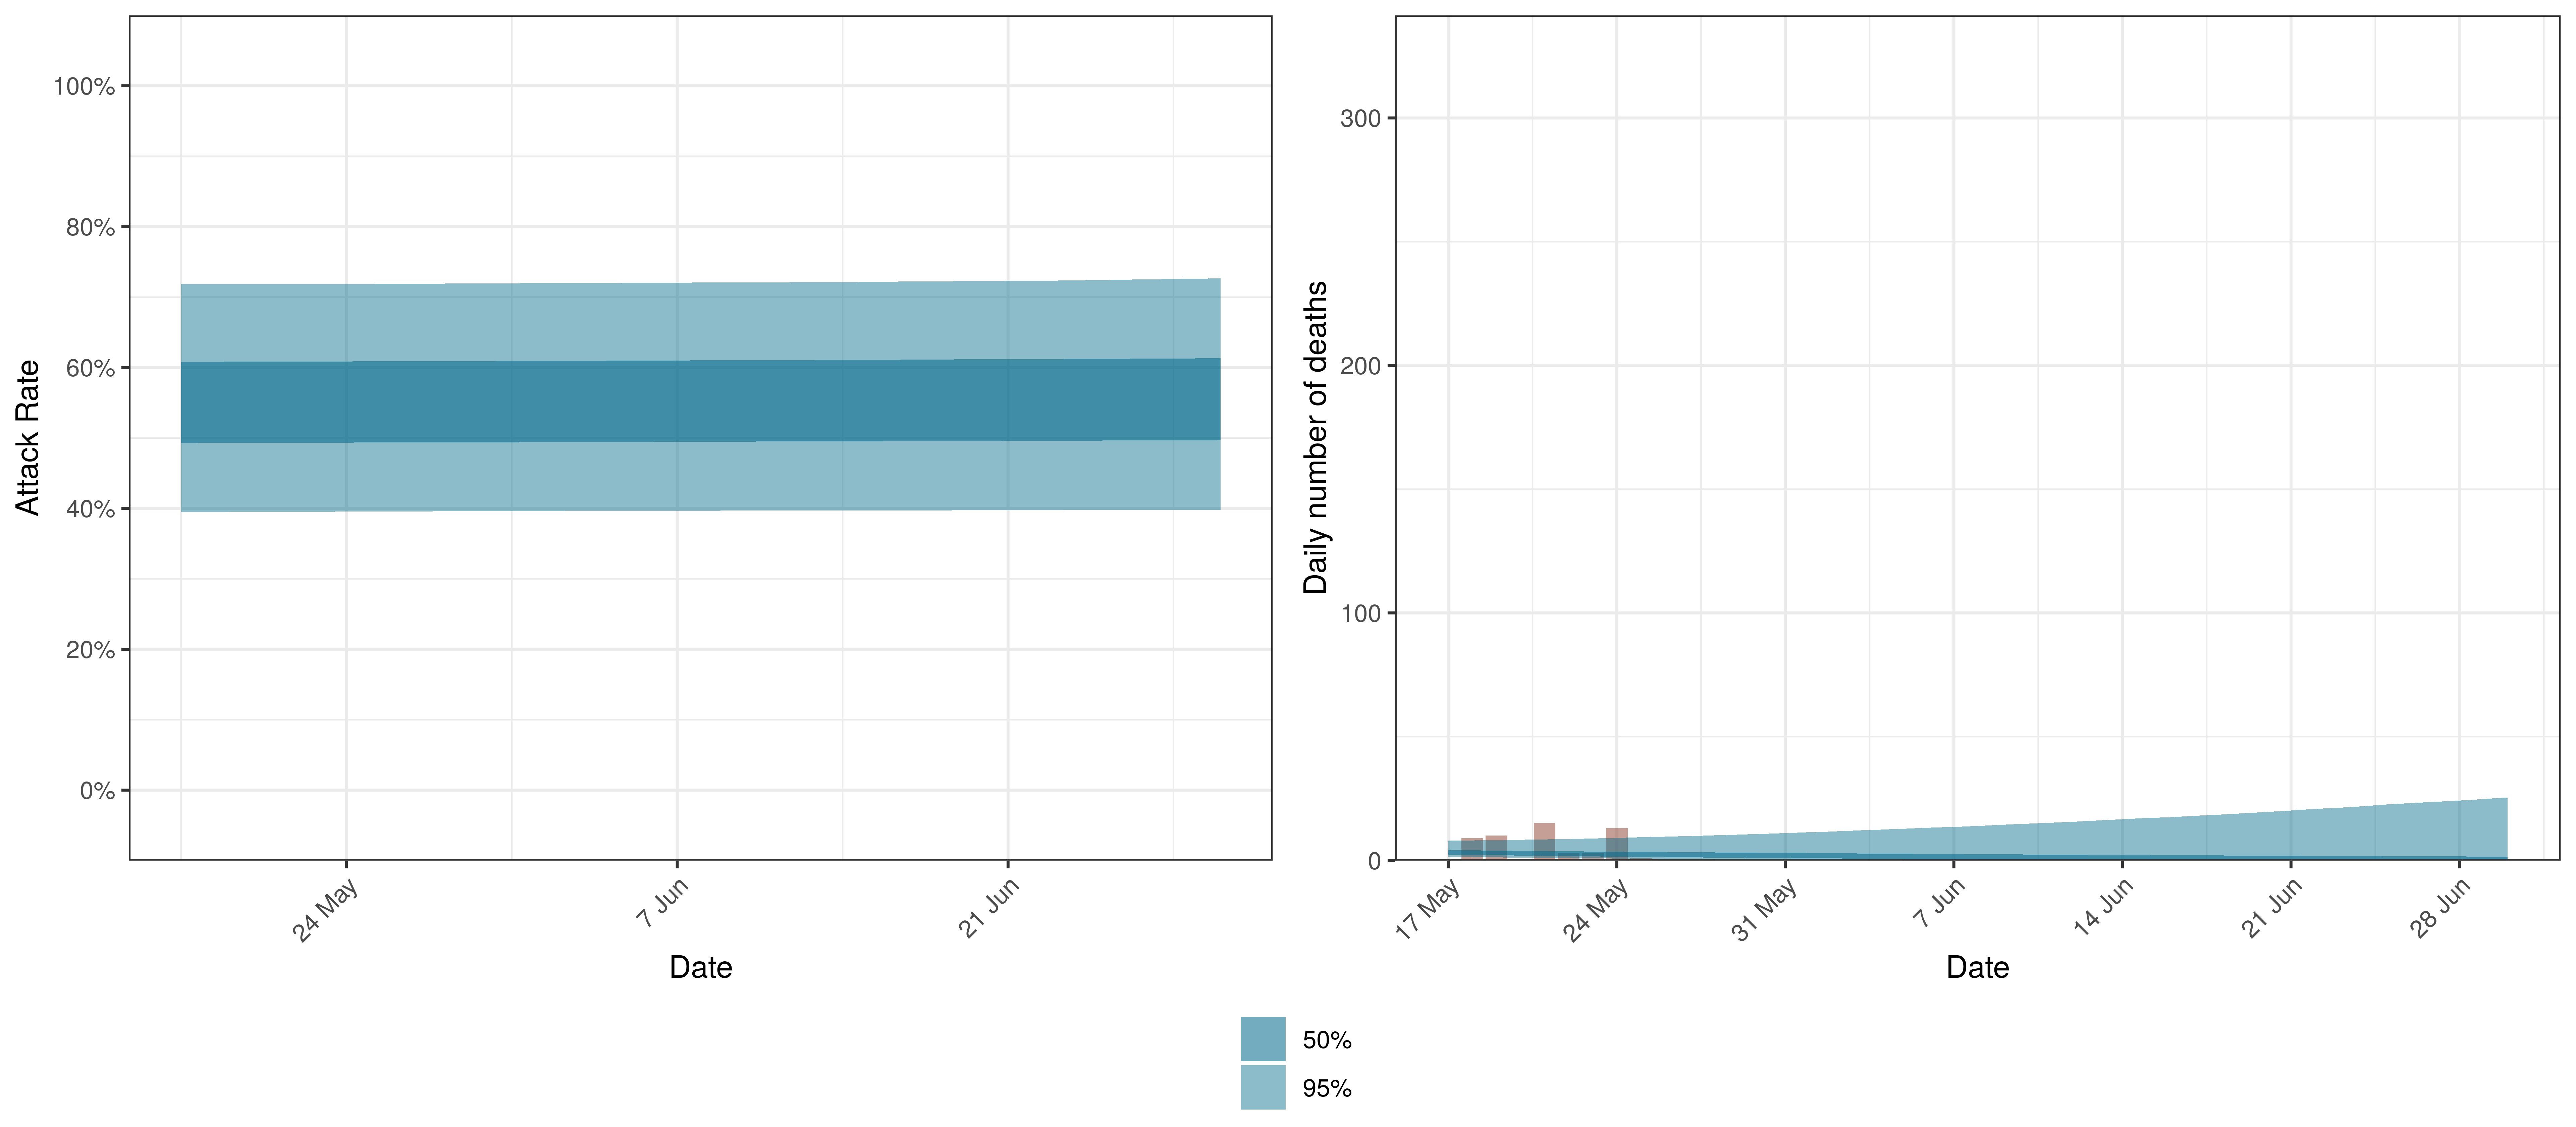 Attack Rate
100%
80%
60%
40%
20%
0%
24 May
7 Jun
21 Jun
Date
Daily number of deaths
300
200
100
0
17 May
24 May
31 May
7 Jun
14 Jun
21 Jun
28 Jun
Date
50%
95%